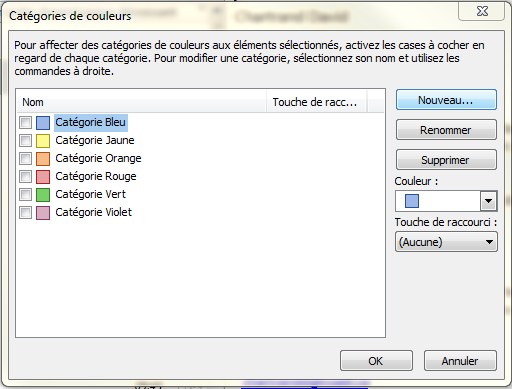 Chartrand David
Catégories de couleurs
Pour affecter des catégories de couleurs aux éléments sélectionnés, activez les cases à cocher en
regard de chaque catégorie. Pour modifier une catégorie, sélectionnez son nom et utilisez les
commandes à droite.
Nom Touche de racc...
Catégorie Bleu
Catégorie Jaune
Catégorie Orange
Catégorie Rouge
Catégorie Vert
Catégorie Violet
Nouveau...
Renommer
Supprimer
Couleur :
Touche de raccourci :
(Aucune)
OK Annuler